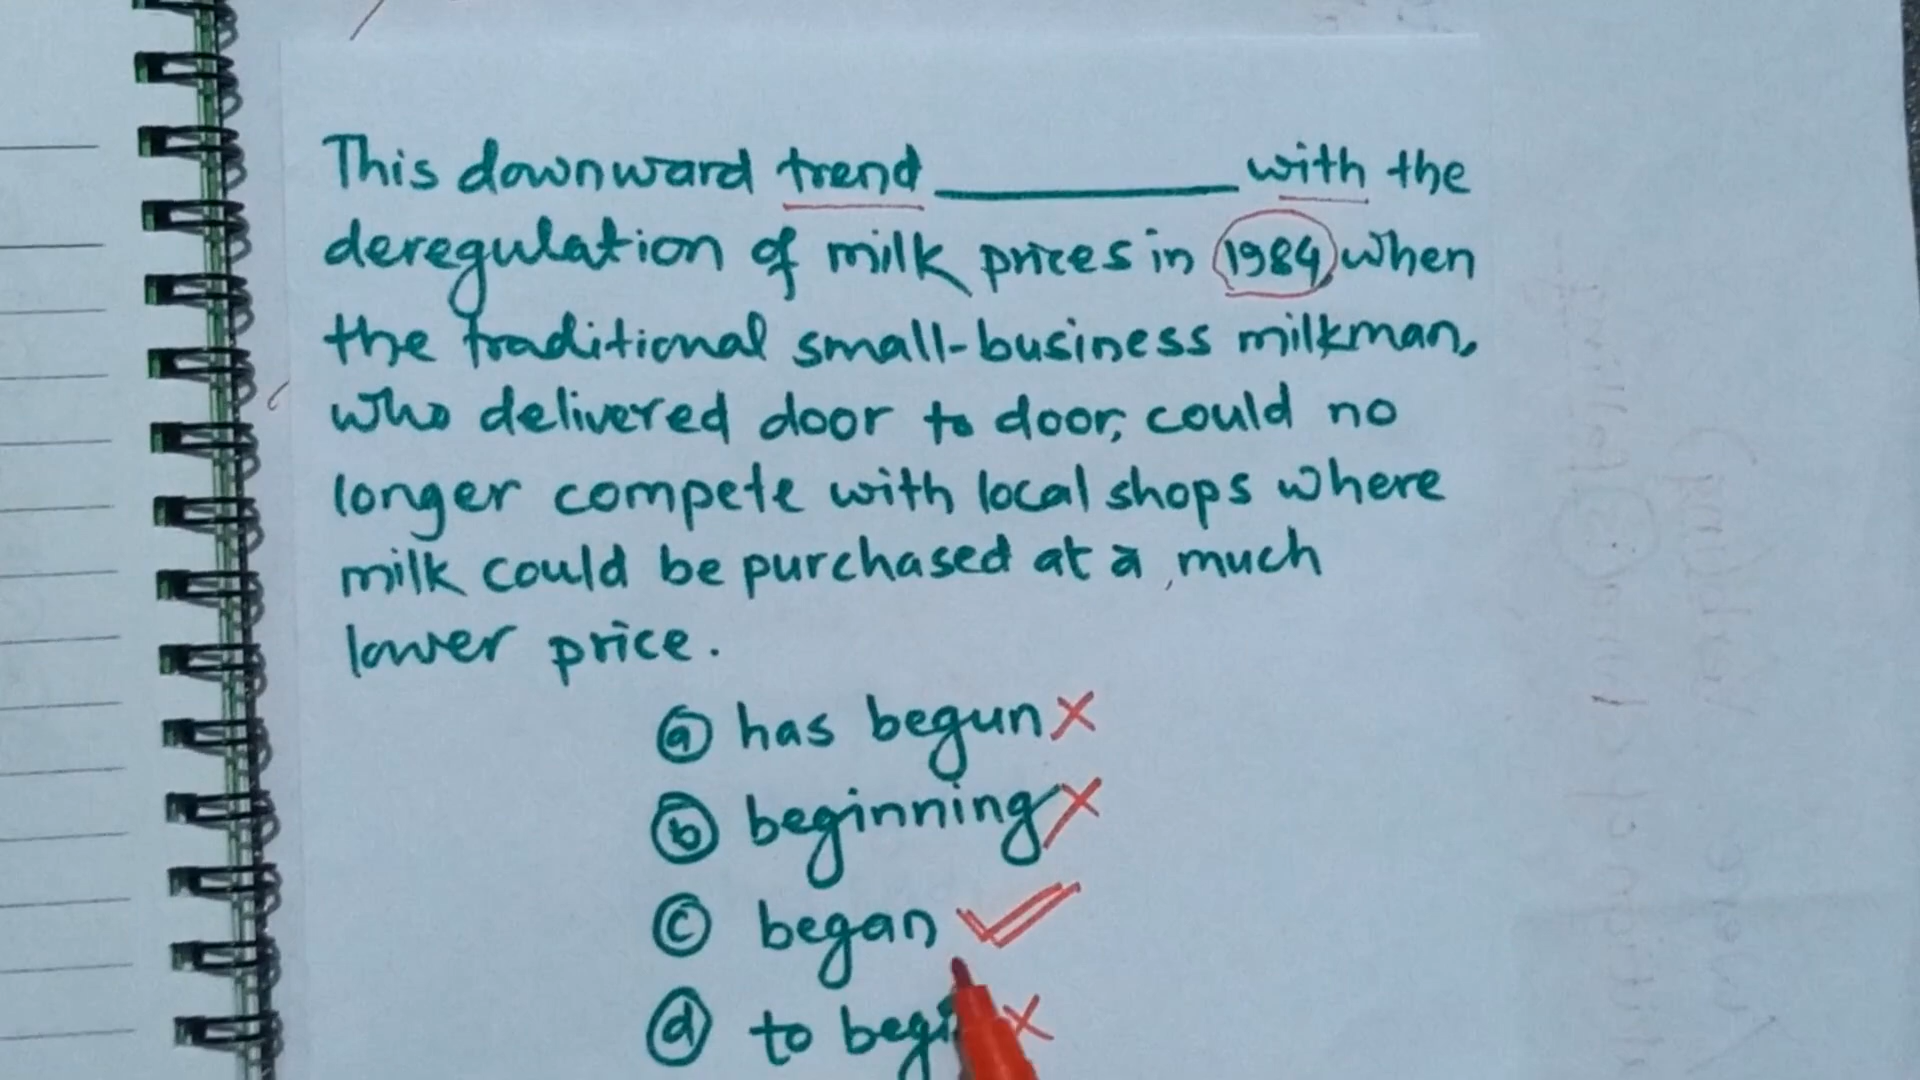 This downward trend ____________ with the
deregulation of milk prices in 1984, when
the traditional small-business milkman,
who delivered door to door, could no
longer compete with local shops where
milk could be purchased at a much
lower price.
ⓐ has begun ✗
ⓑ beginning ✗
ⓒ began ✓
ⓓ to begi ✗